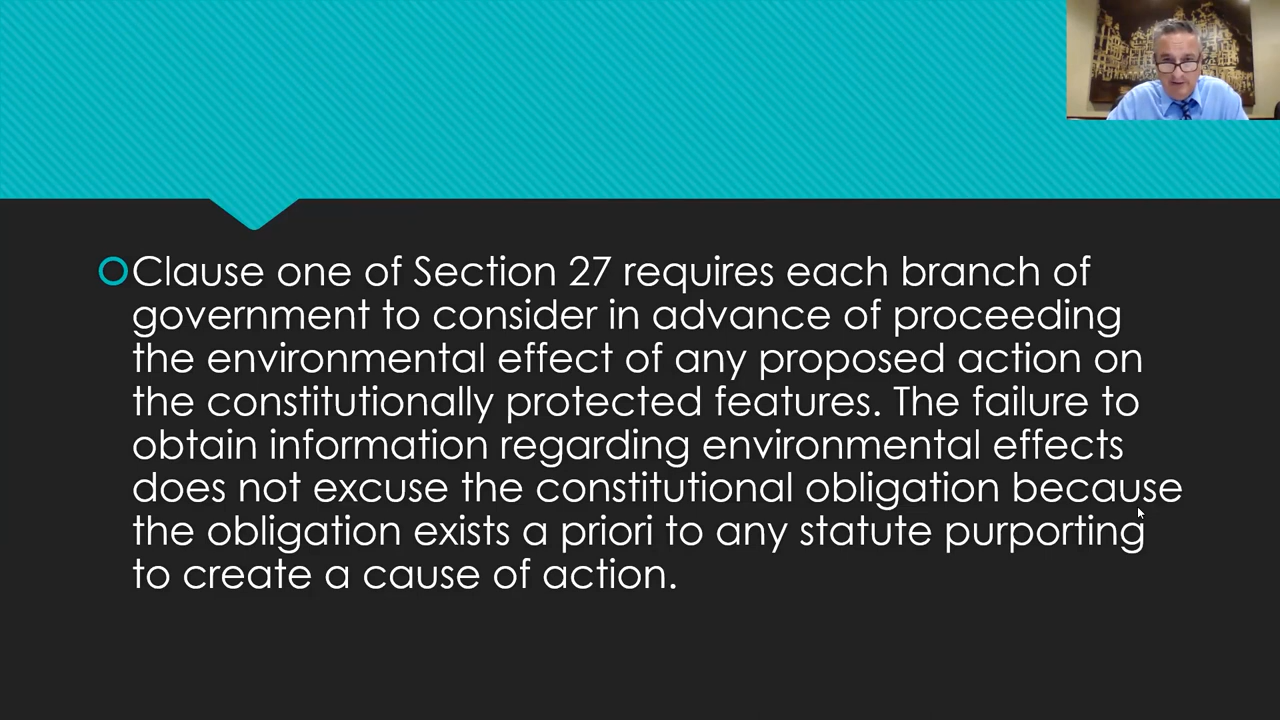 Clause one of Section 27 requires each branch of
government to consider in advance of proceeding
the environmental effect of any proposed action on
the constitutionally protected features. The failure to
obtain information regarding environmental effects
does not excuse the constitutional obligation because
the obligation exists a priori to any statute purporting
to create a cause of action.